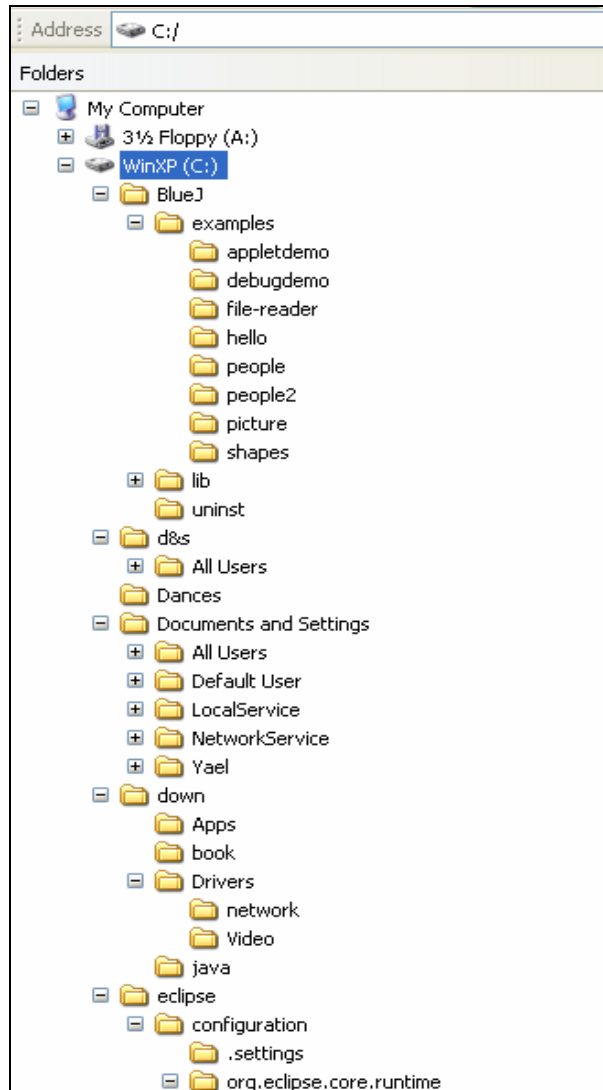 Address C:/
Folders
My Computer
3½ Floppy (A:)
WinXP (C:)
BlueJ
examples
appletdemo
debugdemo
file-reader
hello
people
people2
picture
shapes
lib
uninst
d&s
All Users
Dances
Documents and Settings
All Users
Default User
LocalService
NetworkService
Yael
down
Apps
book
Drivers
network
Video
java
eclipse
configuration
.settings
org.eclipse.core.runtime